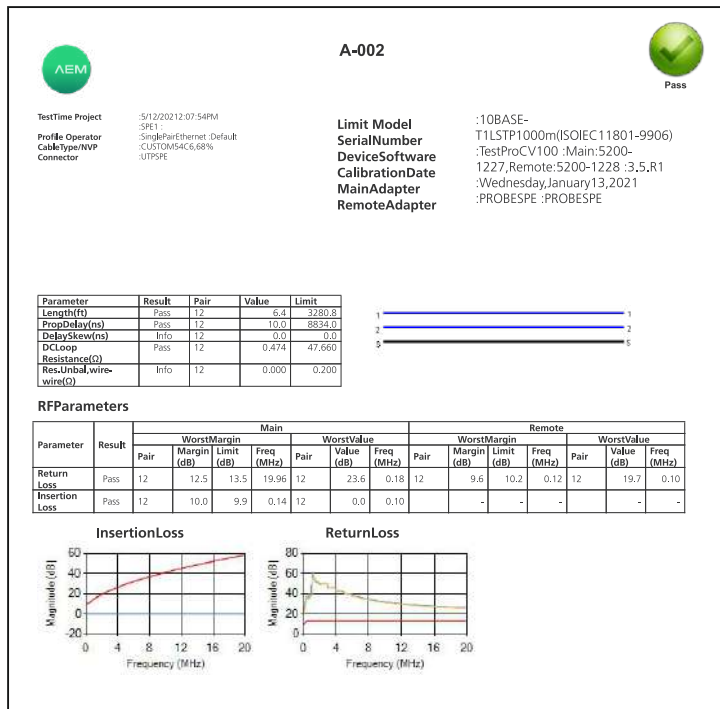 A-002
AEM
Pass
TestTime Project :5/12/20212:07:54PM
:SPE1 :
Profile Operator :SinglePairEthernet :Default
CableType/NVP :CUSTOM54C6,68%
Connector :UTPSPE
Limit Model :10BASE-
SerialNumber T1LSTP1000m(ISOIEC11801-9906)
DeviceSoftware :TestProCV100 :Main:5200-
CalibrationDate 1227,Remote:5200-1228 :3.5.R1
MainAdapter :Wednesday,January13,2021
RemoteAdapter :PROBESPE :PROBESPE
Parameter Result Pair Value Limit
Length(ft) Pass 12 6.4 3280.8
PropDelay(ns) Pass 12 10.0 8834.0
DelaySkew(ns) Info 12 0.0 0.0
DCLoop Pass 12 0.474 47.660
Resistance(Ω)
Res.Unbal,wire- Info 12 0.000 0.200
wire(Ω)
1 1
2 2
S S
RFParameters
Main Remote
Parameter Result WorstMargin WorstValue WorstMargin WorstValue
Pair Margin (dB) Limit (dB) Freq (MHz) Pair Value (dB) Freq (MHz) Pair Margin (dB) Limit (dB) Freq (MHz) Pair Value (dB) Freq (MHz)
Return Loss Pass 12 12.5 13.5 19.96 12 23.6 0.18 12 9.6 10.2 0.12 12 19.7 0.10
Insertion Loss Pass 12 10.0 9.9 0.14 12 0.0 0.10 - - - - -
InsertionLoss ReturnLoss
Magnitude (dB)
60
40
20
0
-20
0 4 8 12 16 20
Frequency (MHz)
Magnitude (dB)
80
60
40
20
0
0 4 8 12 16 20
Frequency (MHz)